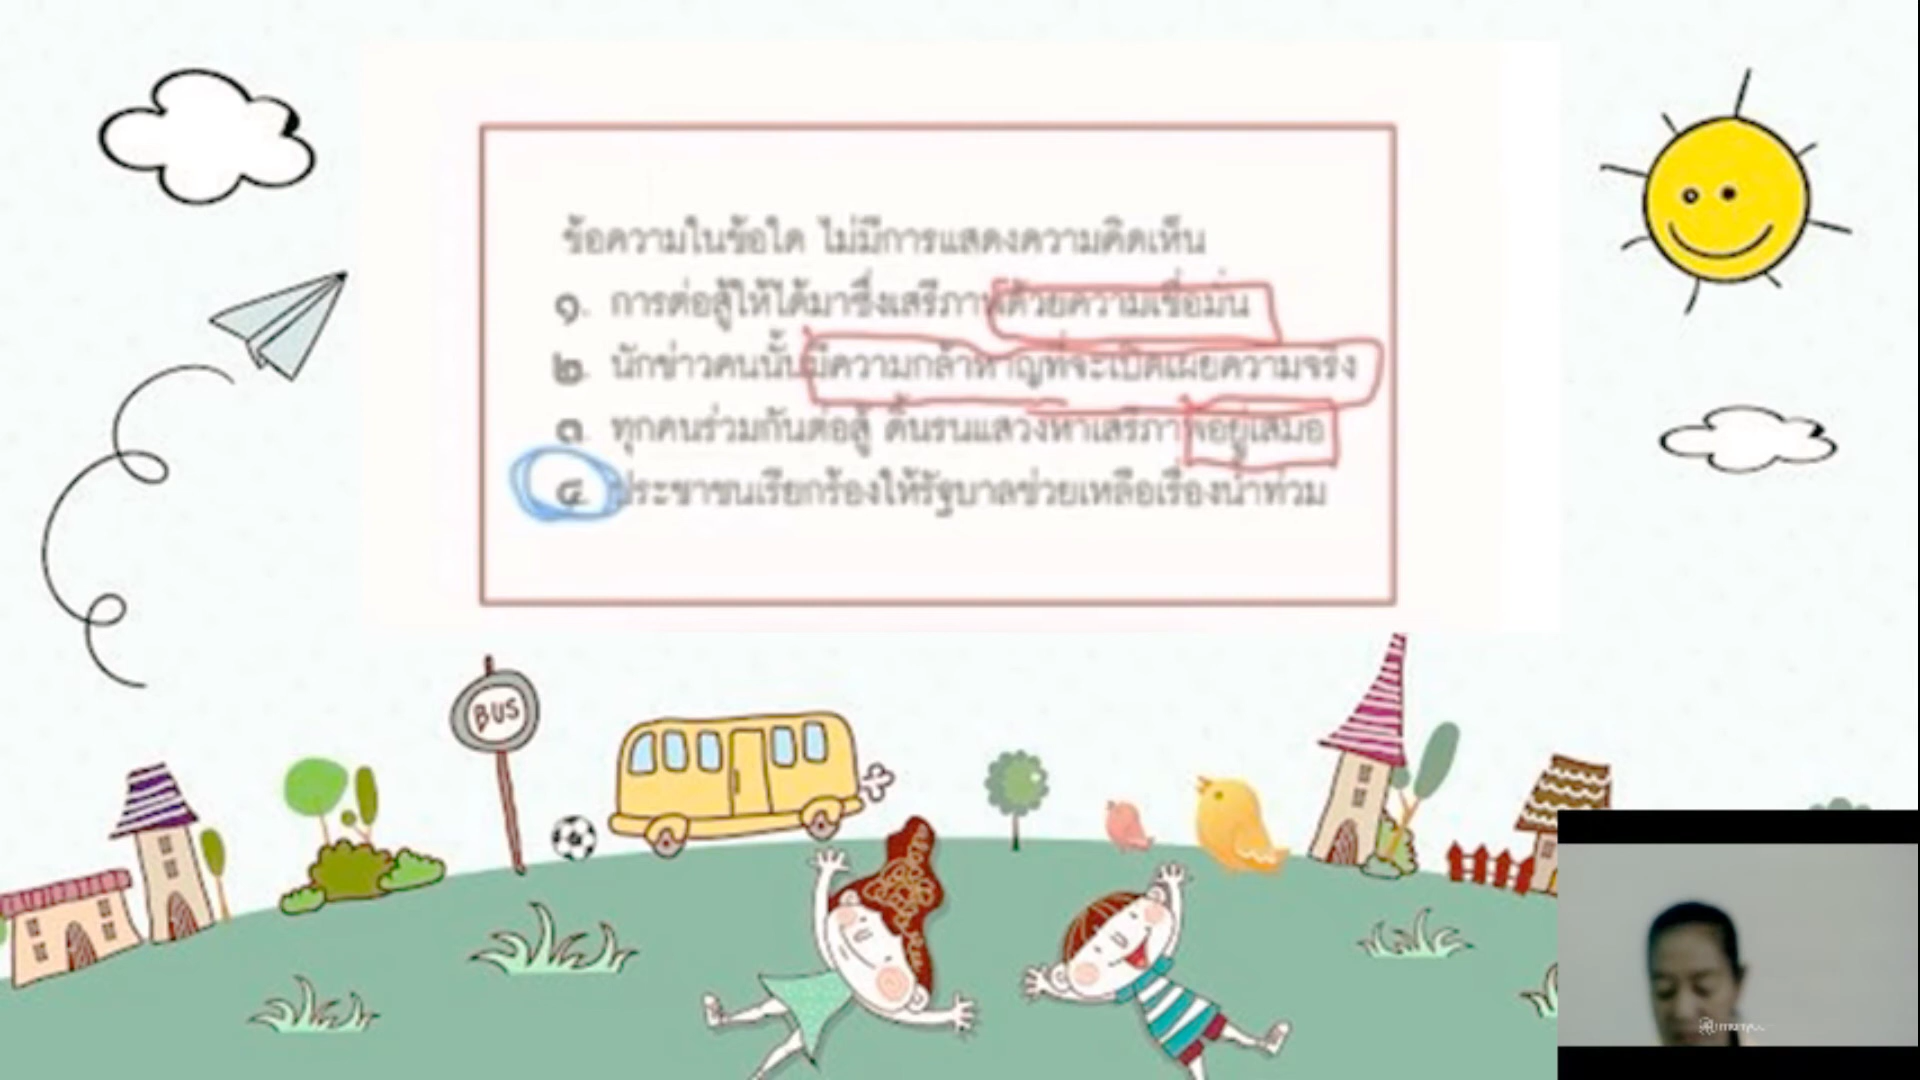 ข้อความในข้อใด ไม่มีการแสดงความคิดเห็น
๑. การต่อสู้ให้ได้มาซึ่งเสรีภาพด้วยความเชื่อมั่น
๒. นักข่าวคนนั้นมีความกล้าหาญที่จะเปิดเผยความจริง
๓. ทุกคนร่วมกันต่อสู้ ดิ้นรนแสวงหาเสรีภาพอยู่เสมอ
๔. ประชาชนเรียกร้องให้รัฐบาลช่วยเหลือเรื่องน้ำท่วม
BUS